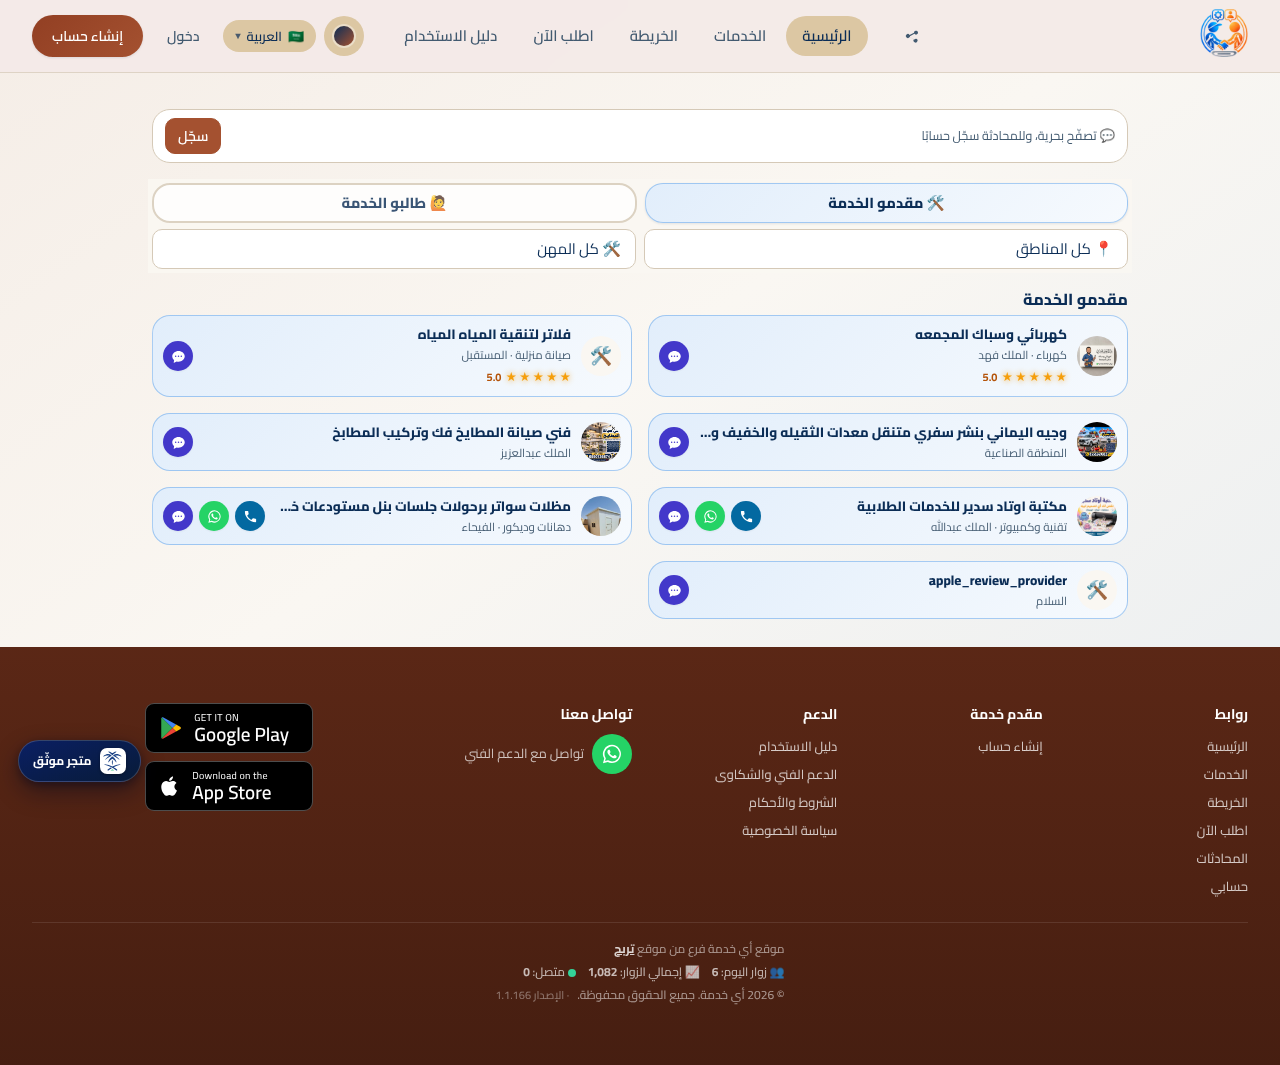 الرئيسية
الخدمات
الخريطة
اطلب الآن
دليل الاستخدام
العربية
دخول
إنشاء حساب
تصفّح بحرية، وللمحادثة سجّل حسابًا
سجّل
مقدمو الخدمة
طالبو الخدمة
كل المناطق
كل المهن
مقدمو الخدمة
كهربائي وسباك المجمعه
كهرباء · الملك فهد
★★★★★ 5.0
فلاتر لتنقية المياه المياه
صيانة منزلية · المستقبل
★★★★★ 5.0
وجيه اليماني بنشر سفري متنقل معدات الثقيله والخفيف و...
المنطقة الصناعية
فني صيانة المطايخ فك وتركيب المطابخ
الملك عبدالعزيز
مكتبة اوتاد سدير للخدمات الطلابية
تقنية وكمبيوتر · الملك عبدالله
مظلات سواتر برحولات جلسات بنل مستودعات خ...
دهانات وديكور · الفيحاء
apple_review_provider
السلام
روابط
الرئيسية
الخدمات
الخريطة
اطلب الآن
المحادثات
حسابي
مقدم خدمة
إنشاء حساب
الدعم
دليل الاستخدام
الدعم الفني والشكاوى
الشروط والأحكام
سياسة الخصوصية
تواصل معنا
تواصل مع الدعم الفني
GET IT ON
Google Play
Download on the
App Store
متجر موثّق
موقع أي خدمة فرع من موقع تربح
زوار اليوم: 6 إجمالي الزوار: 1,082 متصل: 0
© 2026 أي خدمة. جميع الحقوق محفوظة. · الإصدار 1.1.166